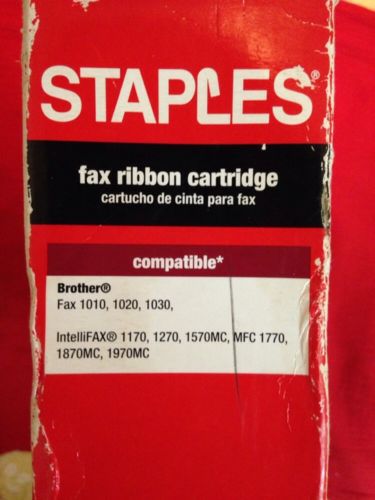 STAPLES®
fax ribbon cartridge
cartucho de cinta para fax
compatible*
Brother®
Fax 1010, 1020, 1030,
IntelliFAX® 1170, 1270, 1570MC, MFC 1770,
1870MC, 1970MC